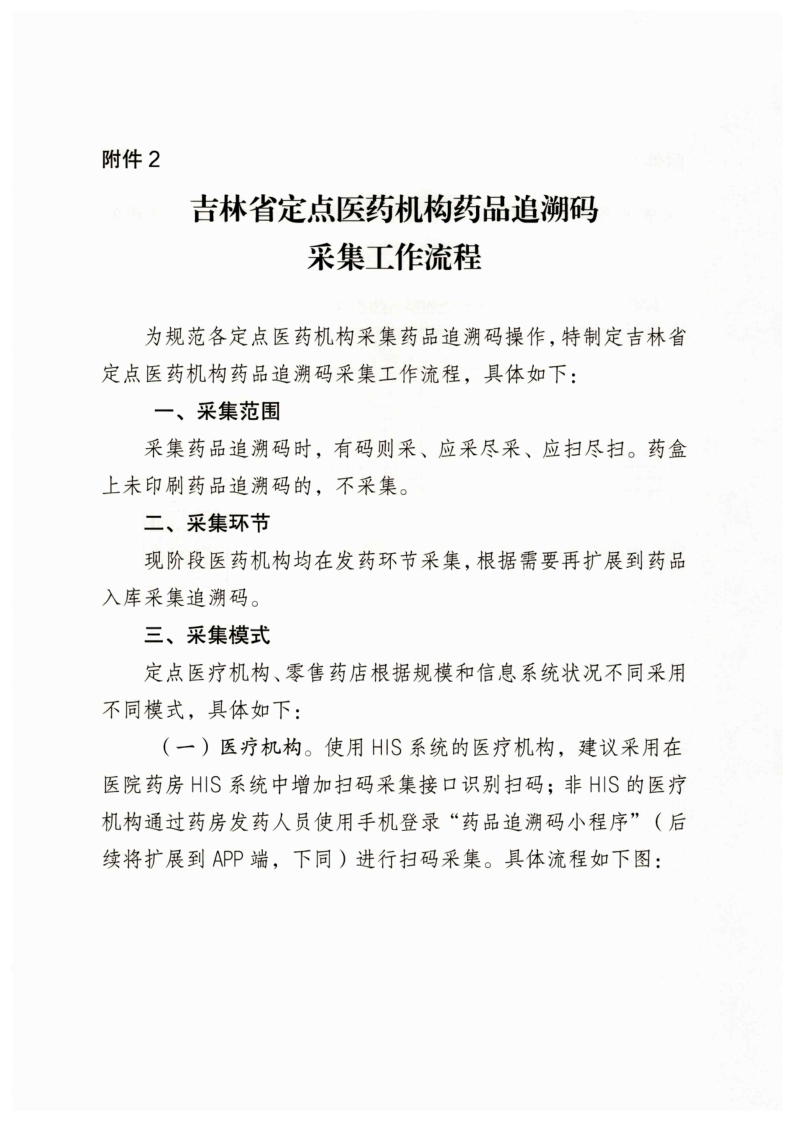 附件 2
吉林省定点医药机构药品追溯码
采集工作流程
为规范各定点医药机构采集药品追溯码操作，特制定吉林省
定点医药机构药品追溯码采集工作流程，具体如下：
一、采集范围
采集药品追溯码时，有码则采、应采尽采、应扫尽扫。药盒
上未印刷药品追溯码的，不采集。
二、采集环节
现阶段医药机构均在发药环节采集，根据需要再扩展到药品
入库采集追溯码。
三、采集模式
定点医疗机构、零售药店根据规模和信息系统状况不同采用
不同模式，具体如下：
（一）医疗机构。使用 HIS 系统的医疗机构，建议采用在
医院药房 HIS 系统中增加扫码采集接口识别扫码；非 HIS 的医疗
机构通过药房发药人员使用手机登录“药品追溯码小程序”（后
续将扩展到 APP 端，下同）进行扫码采集。具体流程如下图：